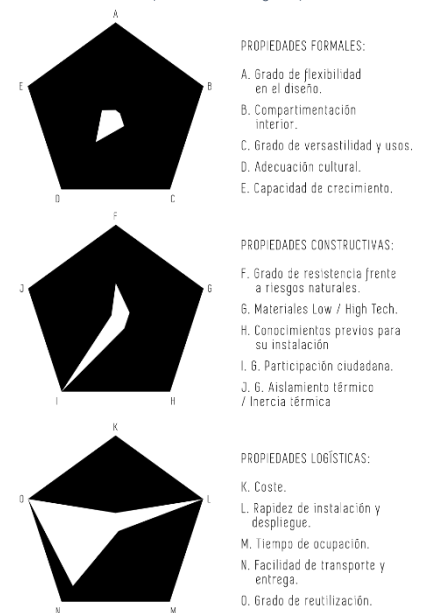 A
E
B
D
C
PROPIEDADES FORMALES:
A. Grado de flexibilidad
en el diseño.
B. Compartimentación
interior.
C. Grado de versastilidad y usos.
D. Adecuación cultural.
E. Capacidad de crecimiento.
F
J
G
I
H
PROPIEDADES CONSTRUCTIVAS:
F. Grado de resistencia frente
a riesgos naturales.
G. Materiales Low / High Tech.
H. Conocimientos previos para
su instalación
I. G. Participación ciudadana.
J. G. Aislamiento térmico
/ Inercia térmica
K
O
L
N
M
PROPIEDADES LOGÍSTICAS:
K. Coste.
L. Rapidez de instalación y
despliegue.
M. Tiempo de ocupación.
N. Facilidad de transporte y
entrega.
O. Grado de reutilización.